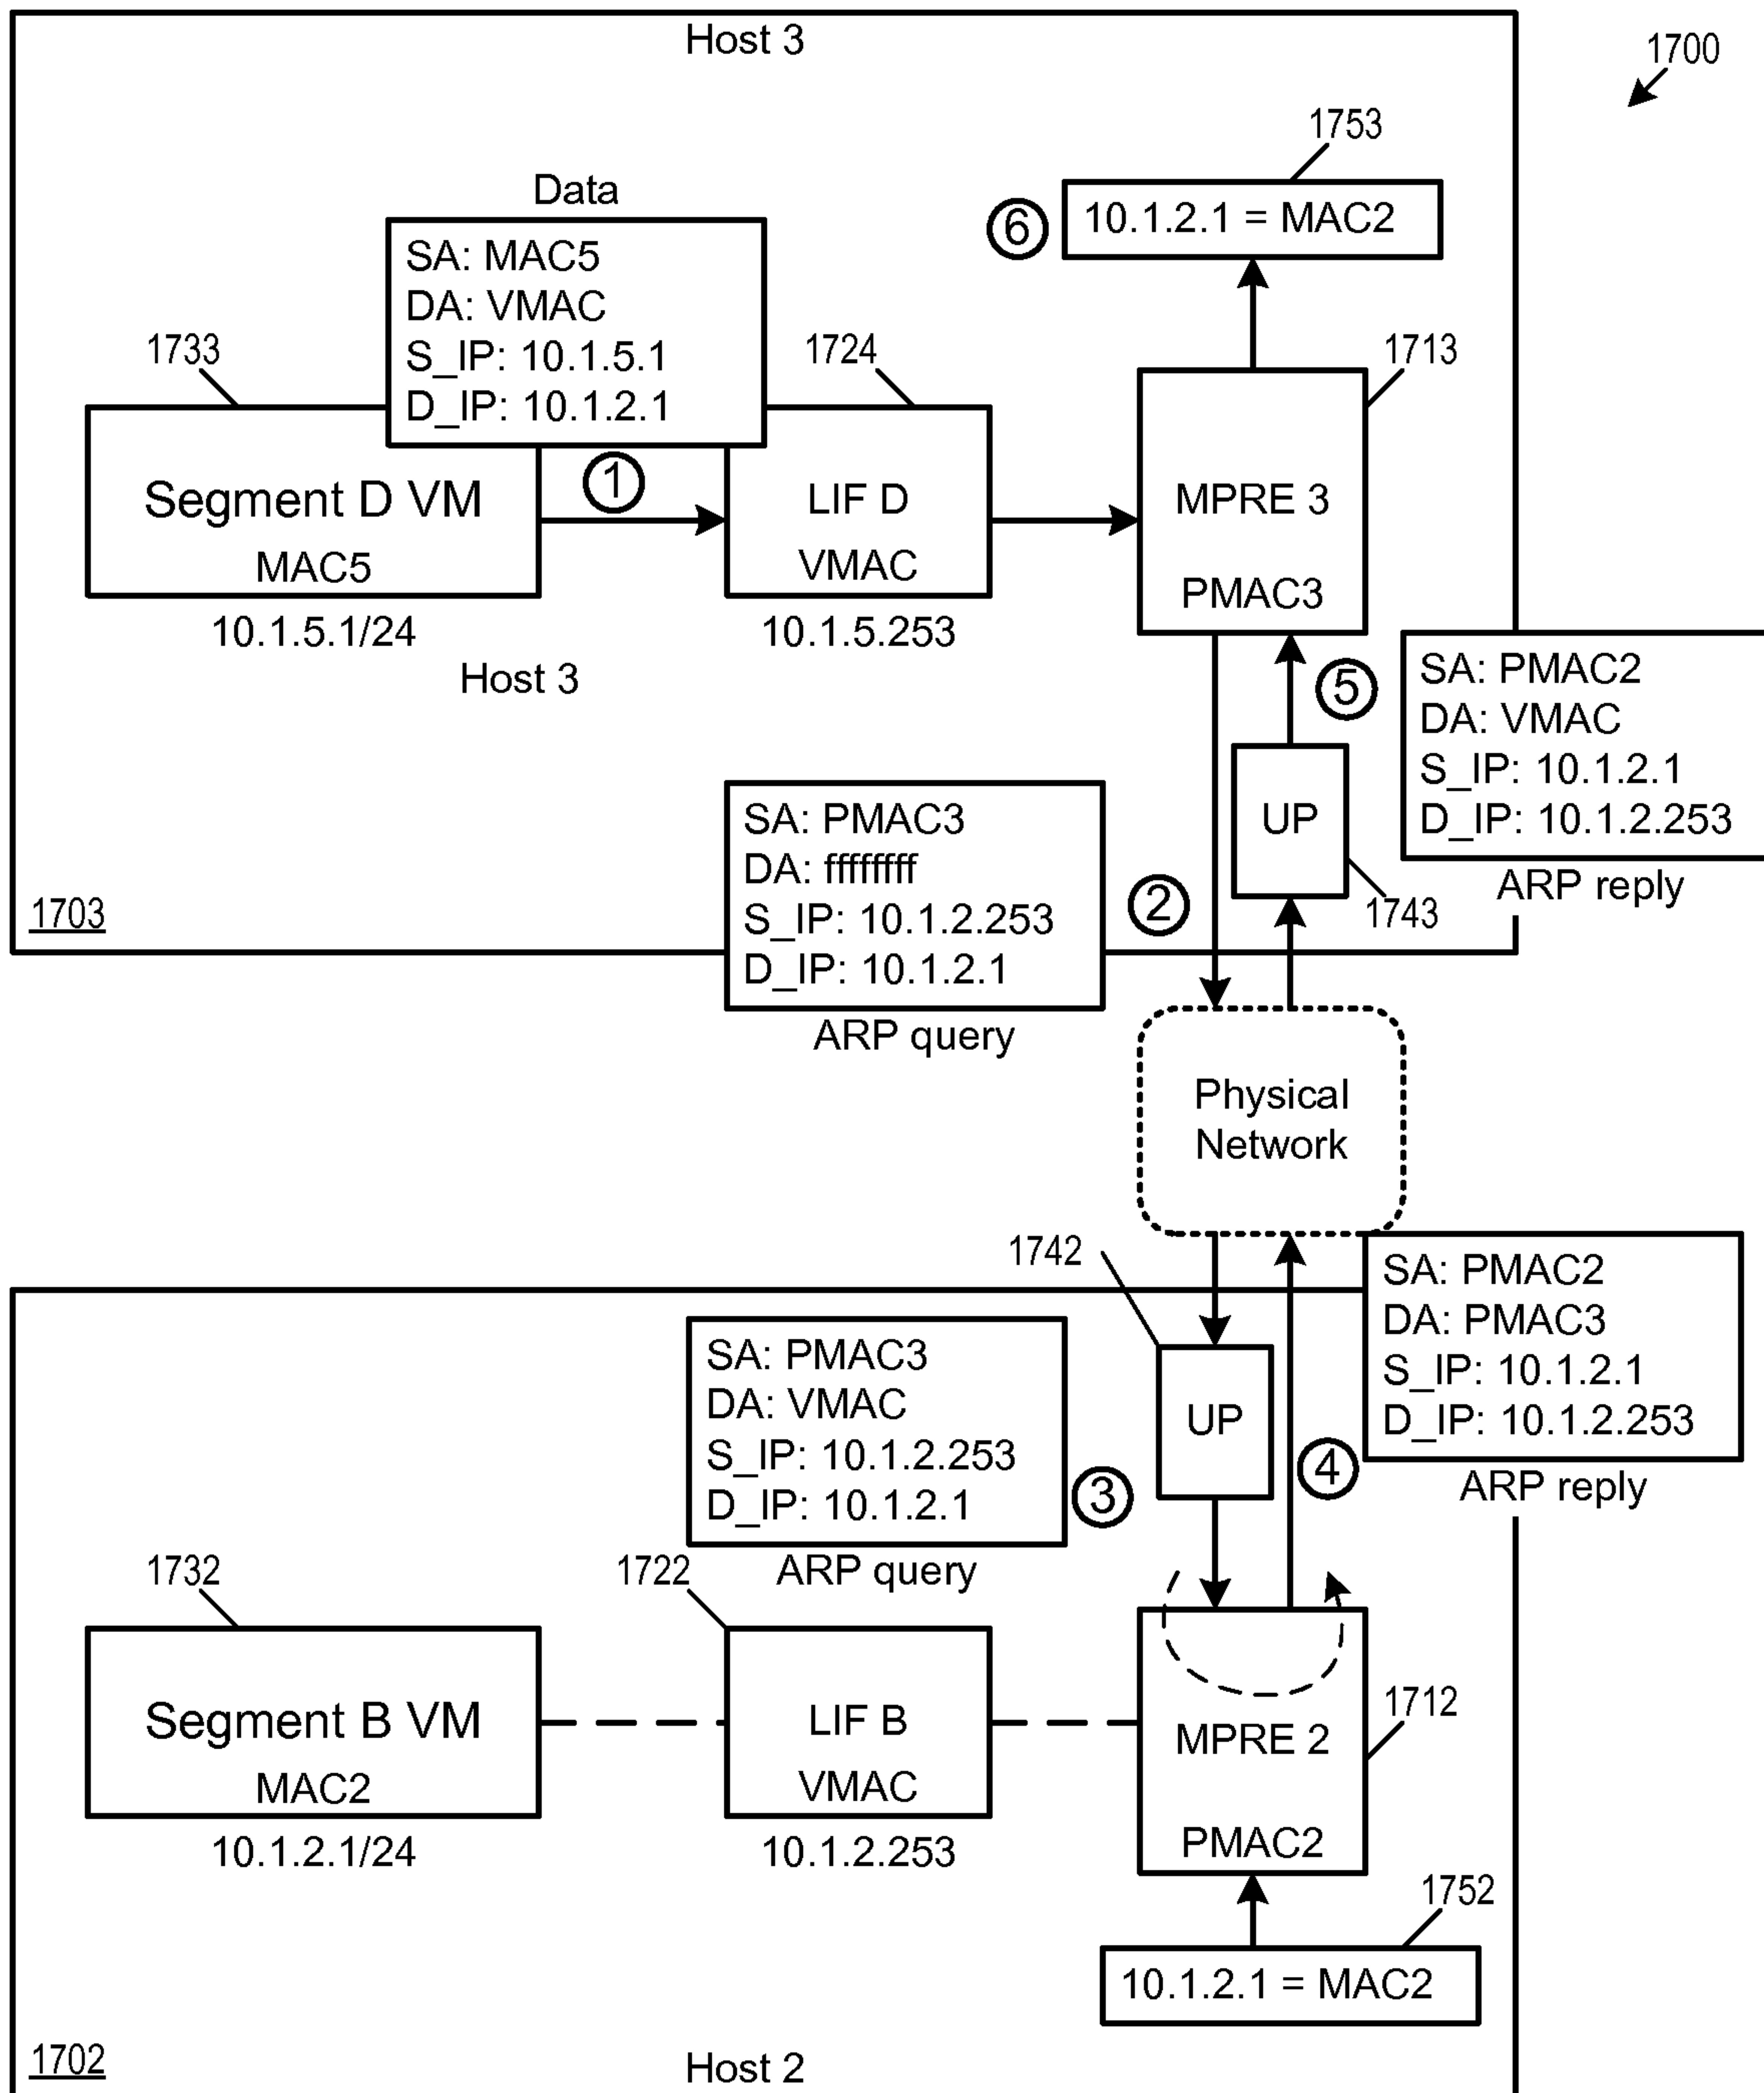 Host 3
1700
1753
Data
10.1.2.1 = MAC2
6
SA: MAC5
DA: VMAC
S_IP: 10.1.5.1
D_IP: 10.1.2.1
1733
1724
1713
1
Segment D VM
MAC5
10.1.5.1/24
LIF D
VMAC
10.1.5.253
MPRE 3
PMAC3
Host 3
5
SA: PMAC2
DA: VMAC
S_IP: 10.1.2.1
D_IP: 10.1.2.253
ARP reply
UP
1743
SA: PMAC3
DA: ffffffffff
S_IP: 10.1.2.253
D_IP: 10.1.2.1
ARP query
2
1703
Physical
Network
1742
SA: PMAC2
DA: PMAC3
S_IP: 10.1.2.1
D_IP: 10.1.2.253
ARP reply
SA: PMAC3
DA: VMAC
S_IP: 10.1.2.253
D_IP: 10.1.2.1
ARP query
3
UP
4
1732
1722
Segment B VM
MAC2
10.1.2.1/24
LIF B
VMAC
10.1.2.253
MPRE 2
PMAC2
1712
1752
10.1.2.1 = MAC2
1702
Host 2